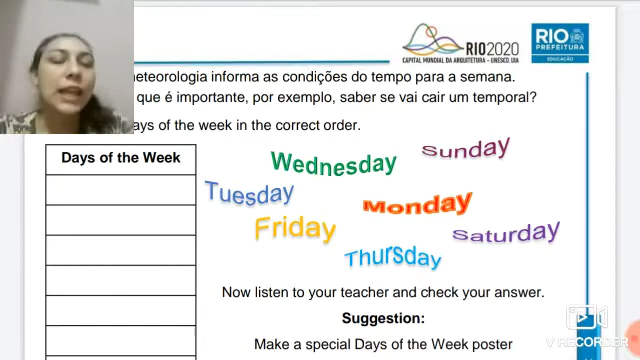 RIO2020
CAPITAL MUNDIAL DA ARQUITETURA - UNESCO.UIA
RIO
PREFEITURA
EDUCAÇÃO
meteorologia informa as condições do tempo para a semana.
que é importante, por exemplo, saber se vai cair um temporal?
ays of the week in the correct order.
Days of the Week
Wednesday
Sunday
Tuesday
Monday
Friday
Saturday
Thursday
Now listen to your teacher and check your answer.
Suggestion:
Make a special Days of the Week poster
V RECORDER